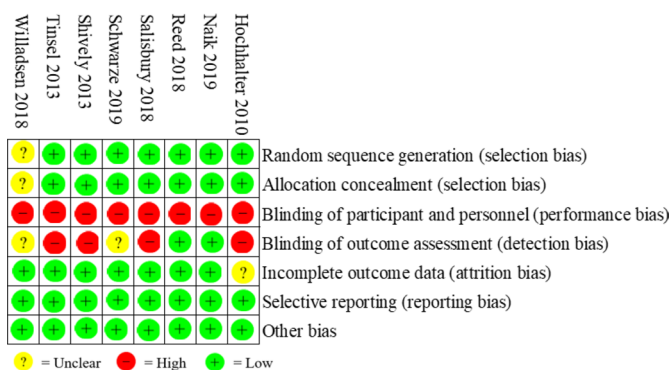 Willadsen 2018
Tinsel 2013
Shively 2013
Schwarze 2019
Salisbury 2018
Reed 2018
Naik 2019
Hochhalter 2010
? + + + + + + + Random sequence generation (selection bias)
? + + + + + + + Allocation concealment (selection bias)
− − − − − − − − Blinding of participant and personnel (performance bias)
? − − ? − + + − Blinding of outcome assessment (detection bias)
+ + + + + + + ? Incomplete outcome data (attrition bias)
+ + + + + + + + Selective reporting (reporting bias)
+ + + + + + + + Other bias
? = Unclear − = High + = Low